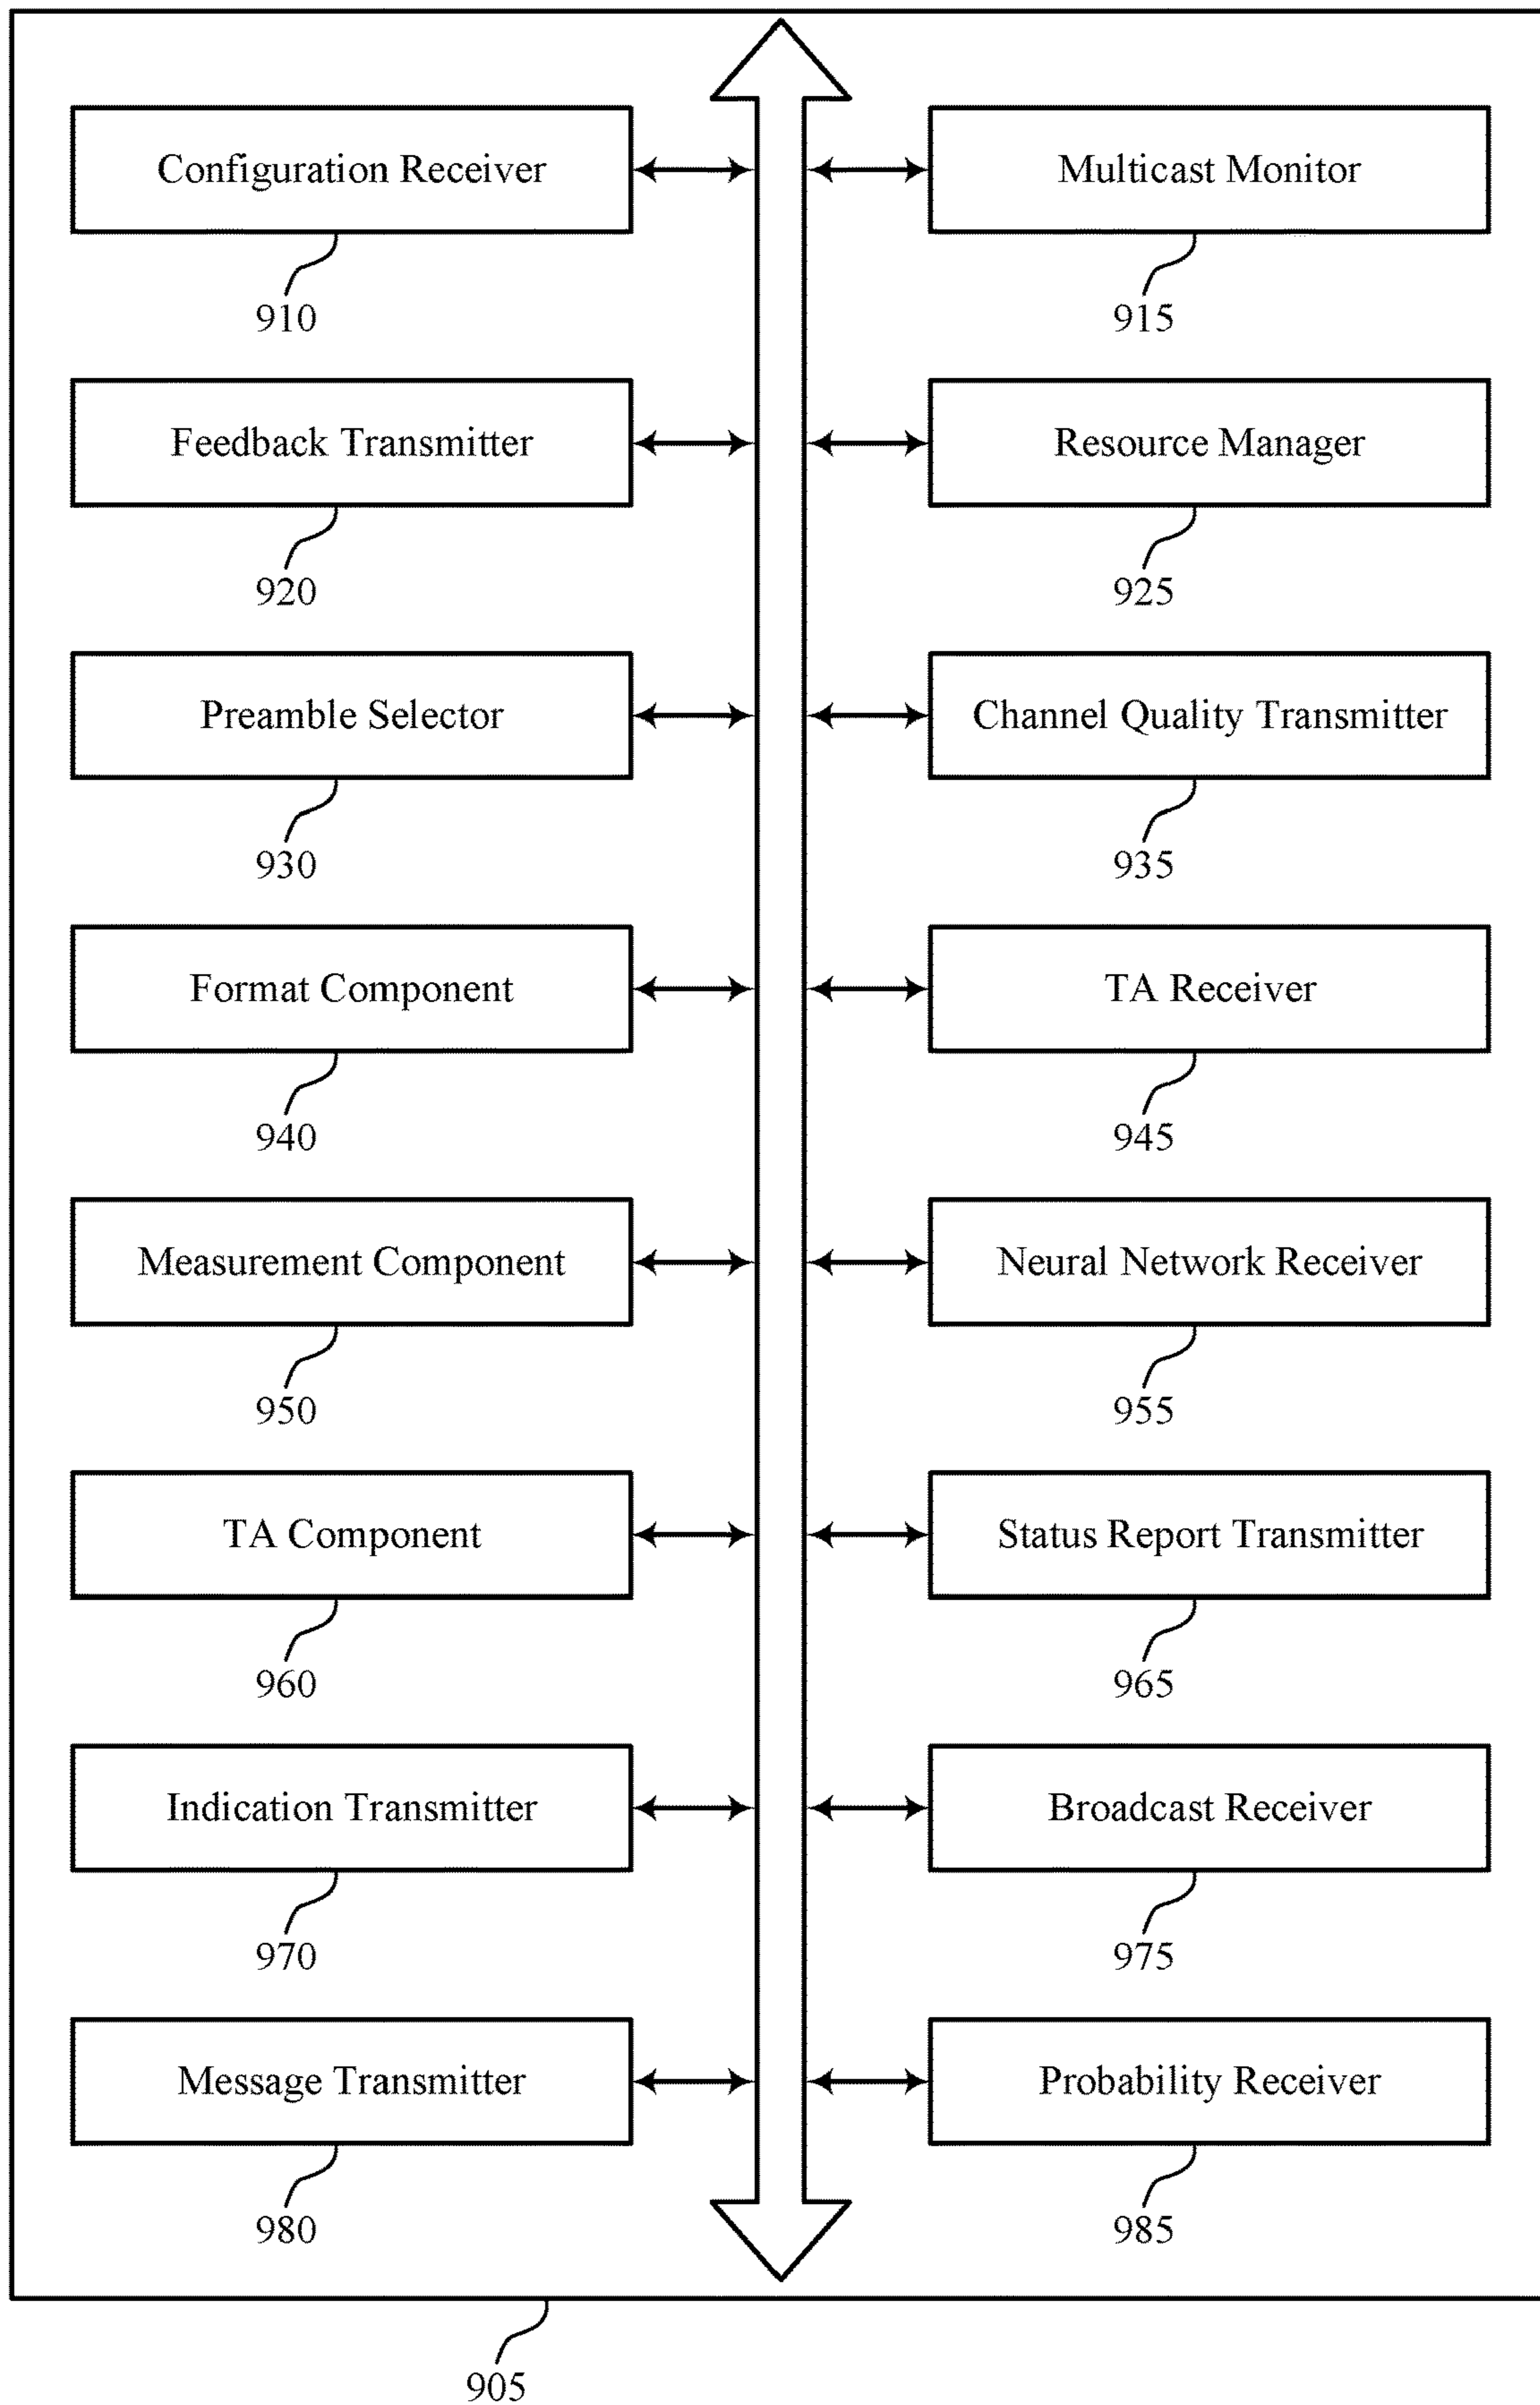 Configuration Receiver
Multicast Monitor
910
915
Feedback Transmitter
Resource Manager
920
925
Preamble Selector
Channel Quality Transmitter
930
935
Format Component
TA Receiver
940
945
Measurement Component
Neural Network Receiver
950
955
TA Component
Status Report Transmitter
960
965
Indication Transmitter
Broadcast Receiver
970
975
Message Transmitter
Probability Receiver
980
985
905